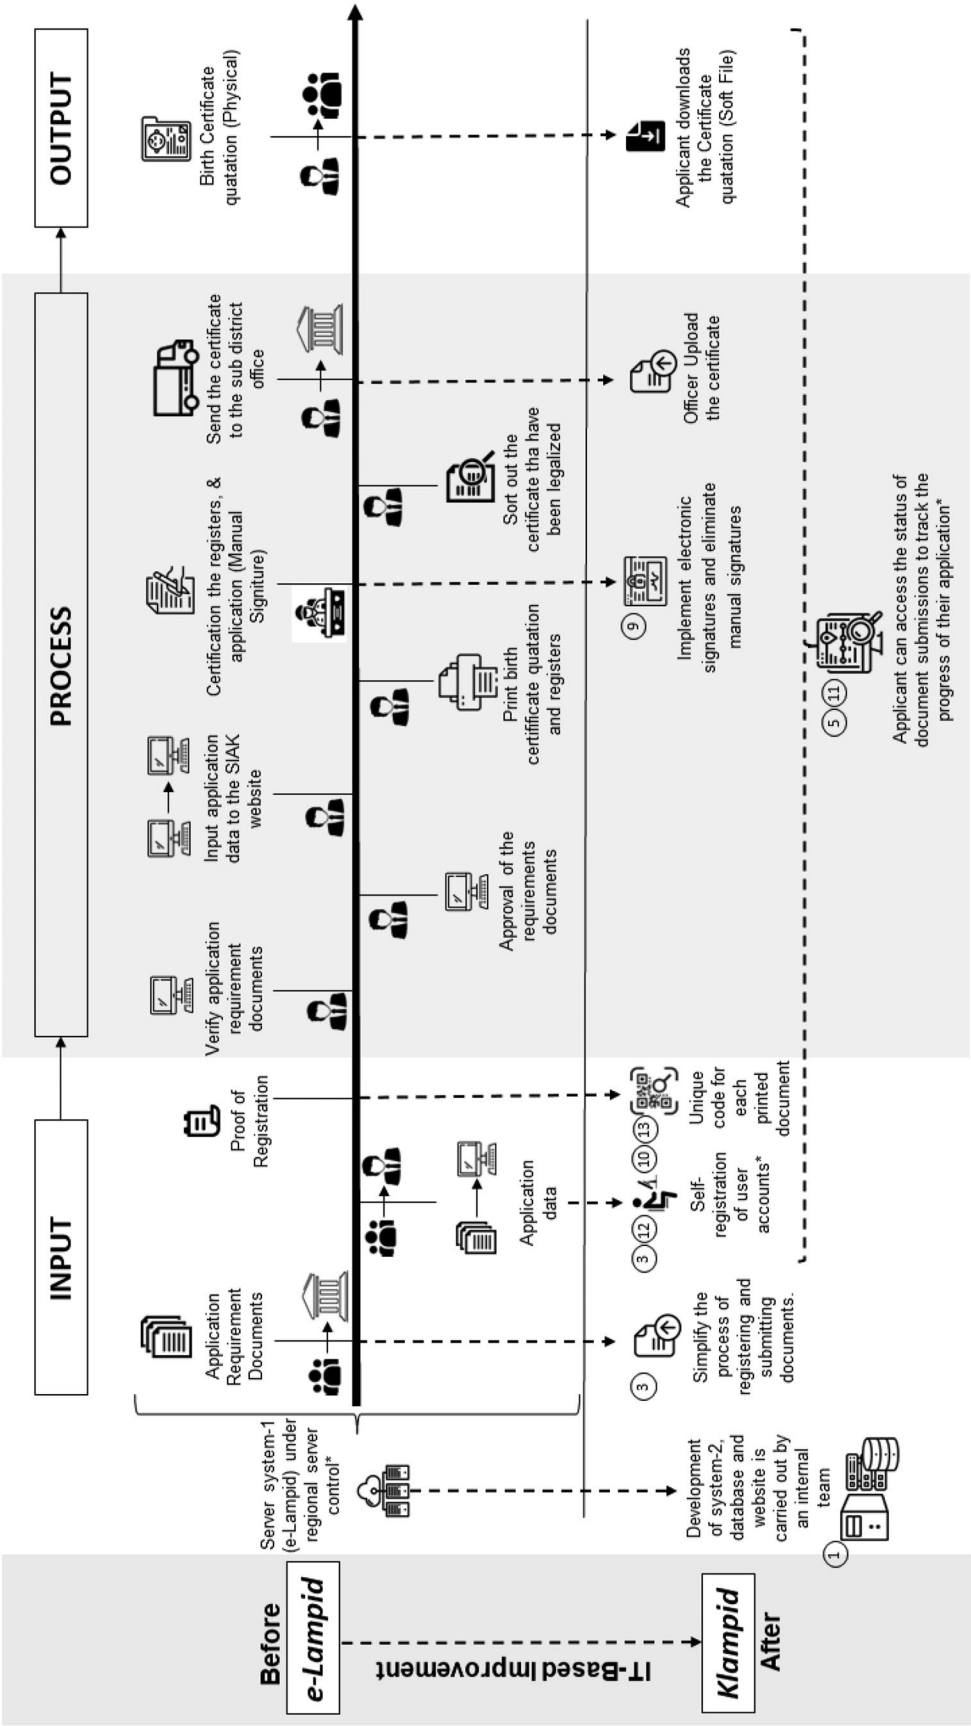 INPUT
PROCESS
OUTPUT
Before
e-Lampid
IT-Based Improvement
Klampid
After
Server system-1
(e-Lampid) under
regional server
control*
Application
Requirement
Documents
Proof of
Registration
Verify application
requirement
documents
Input application
data to the SIAK
website
Certification the registers, &
application (Manual
Signiture)
Send the certificate
to the sub district
office
Birth Certificate
quatation (Physical)
Application
data
Approval of the
requirements
documents
Print birth
certifificate quatation
and registers
Sort out the
certificate tha have
been legalized
1
Development
of system-2,
database and
website is
carried out by
an internal
team
3
Simplify the
process of
registering and
submitting
documents.
3 12
Self-
registration
of user
accounts*
10 13
Unique
code for
each
printed
document
9
Implement electronic
signatures and eliminate
manual signatures
Officer Upload
the certificate
Applicant downloads
the Certificate
quatation (Soft File)
5 11
Applicant can access the status of
document submissions to track the
progress of their application*